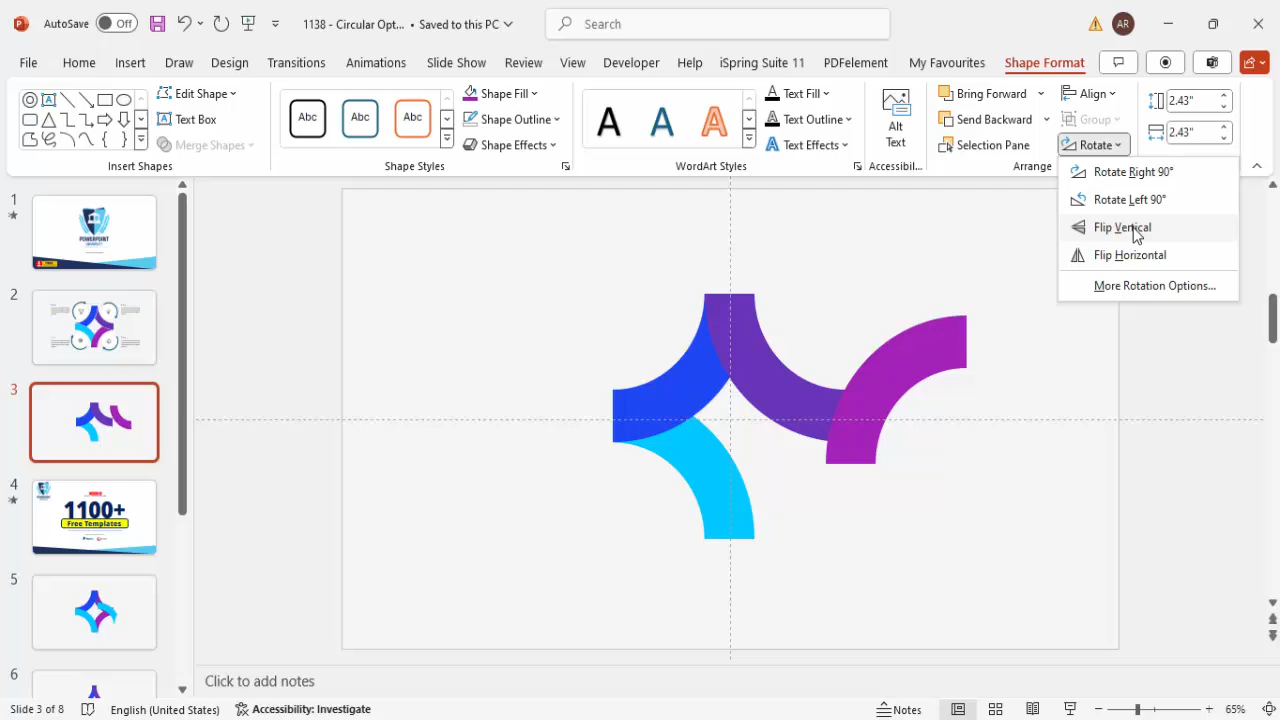 AutoSave Off 1138 - Circular Opt... • Saved to this PC Search AR
File Home Insert Draw Design Transitions Animations Slide Show Review View Developer Help iSpring Suite 11 PDFelement My Favourites Shape Format
Edit Shape Text Box Merge Shapes
Insert Shapes
Abc Abc Abc
Shape Fill Shape Outline Shape Effects
Shape Styles
A A A
Text Fill Text Outline Text Effects
WordArt Styles
Alt Text
Accessibil...
Bring Forward Send Backward Selection Pane
Align Group Rotate
Arrange
2.43"
2.43"
Rotate Right 90°
Rotate Left 90°
Flip Vertical
Flip Horizontal
More Rotation Options...
1
POWERPOINT
UNIVERSITY
2
3
4
1100+
Free Templates
5
6
Click to add notes
Slide 3 of 8 English (United States) Accessibility: Investigate Notes 65%